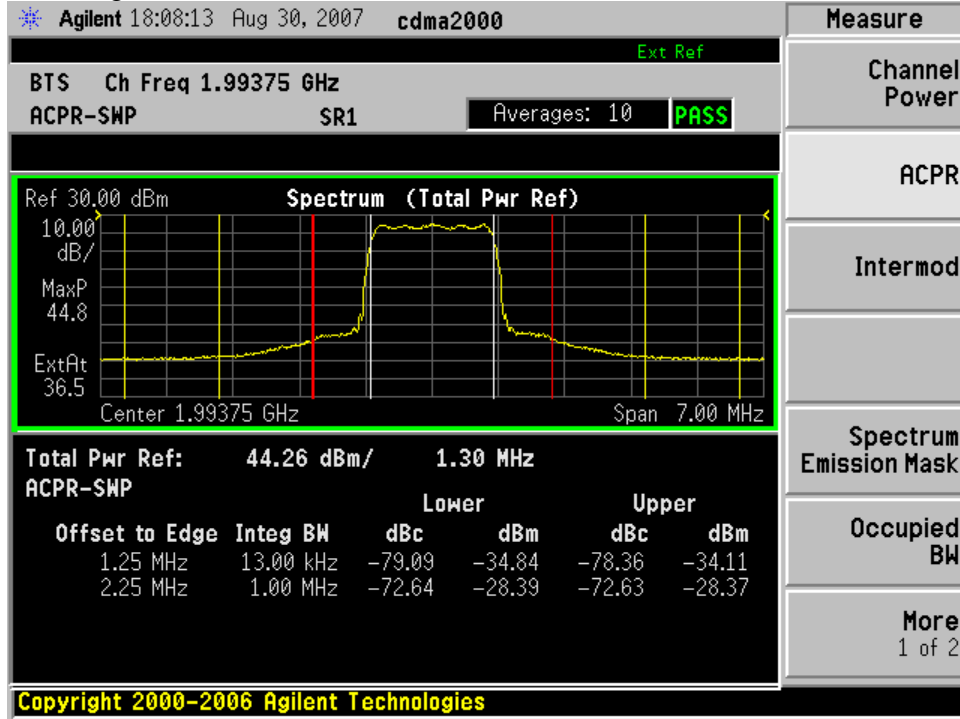 Agilent 18:08:13 Aug 30, 2007 cdma2000
Measure
Ext Ref
BTS Ch Freq 1.99375 GHz
ACPR-SWP SR1 Averages: 10 PASS
Channel
Power
ACPR
Intermod
Spectrum
Emission Mask
Occupied
BW
More
1 of 2
Ref 30.00 dBm Spectrum (Total Pwr Ref)
10.00
dB/
MaxP
44.8
ExtAt
36.5
Center 1.99375 GHz Span 7.00 MHz
Total Pwr Ref: 44.26 dBm/ 1.30 MHz
ACPR-SWP
Lower Upper
Offset to Edge Integ BW dBc dBm dBc dBm
1.25 MHz 13.00 kHz -79.09 -34.84 -78.36 -34.11
2.25 MHz 1.00 MHz -72.64 -28.39 -72.63 -28.37
Copyright 2000-2006 Agilent Technologies